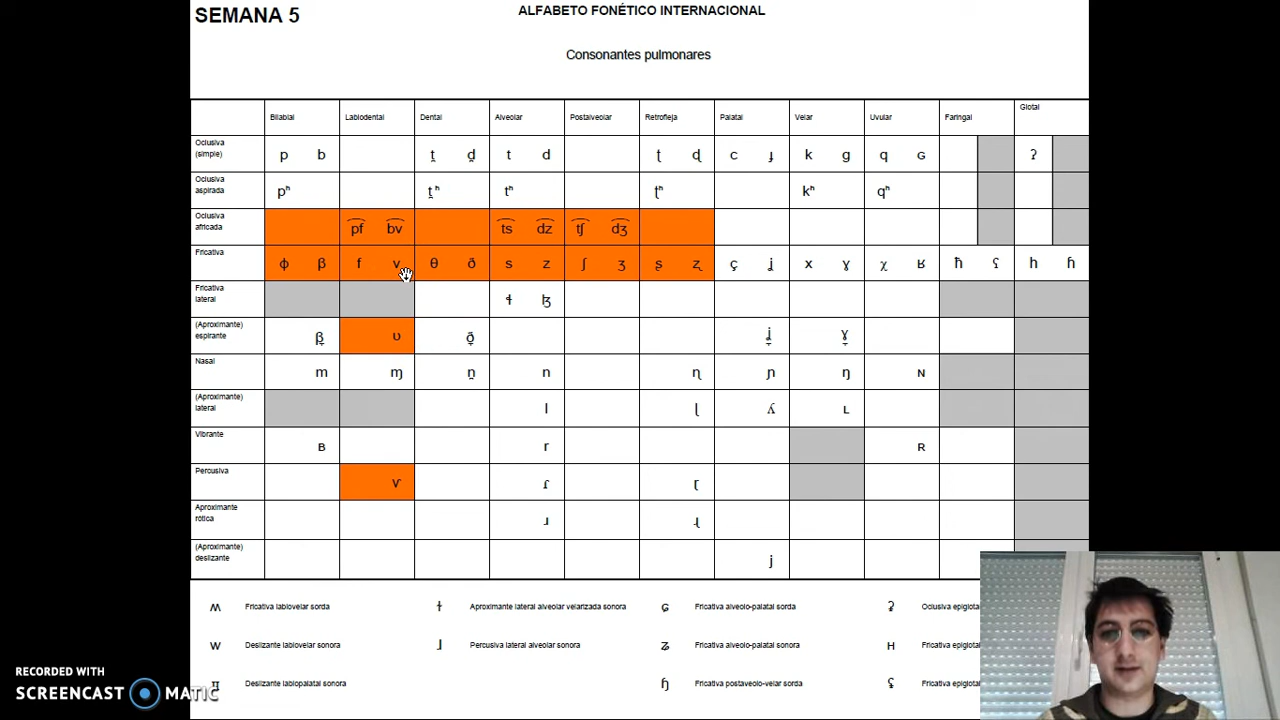 SEMANA 5
ALFABETO FONÉTICO INTERNACIONAL
Consonantes pulmonares
Bilabial Labiodental Dental Alveolar Postalveolar Retrofleja Palatal Velar Uvular Faringal Glotal
Oclusiva (simple) p b t̪ d̪ t d ʈ ɖ c ɟ k g q ɢ ʔ
Oclusiva aspirada pʰ t̪ʰ tʰ ʈʰ kʰ qʰ
Oclusiva africada p͡f b͡v t͡s d͡z t͡ʃ d͡ʒ
Fricativa ɸ β f v θ ð s z ʃ ʒ ʂ ʐ ç ʝ x ɣ χ ʁ ħ ʕ h ɦ
Fricativa lateral ɬ ɮ
(Aproximante) espirante β̞ ʋ ð̞ ʝ̞ ɣ̞
Nasal m ɱ n̪ n ɳ ɲ ŋ ɴ
(Aproximante) lateral l ɭ ʎ ʟ
Vibrante ʙ r ʀ
Percusiva ⱱ ɾ ɽ
Aproximante rótica ɹ ɻ
(Aproximante) deslizante j
ʍ Fricativa labiovelar sorda ɫ Aproximante lateral alveolar velarizada sonora ɕ Fricativa alveolo-palatal sorda ʡ Oclusiva epiglotal
w Deslizante labiovelar sonora ɺ Percusiva lateral alveolar sonora ʑ Fricativa alveolo-palatal sonora ʜ Fricativa epiglotal
Deslizante labiopalatal sonora ɧ Fricativa postalveo-velar sorda ʢ Fricativa epiglotal
RECORDED WITH
SCREENCAST MATIC